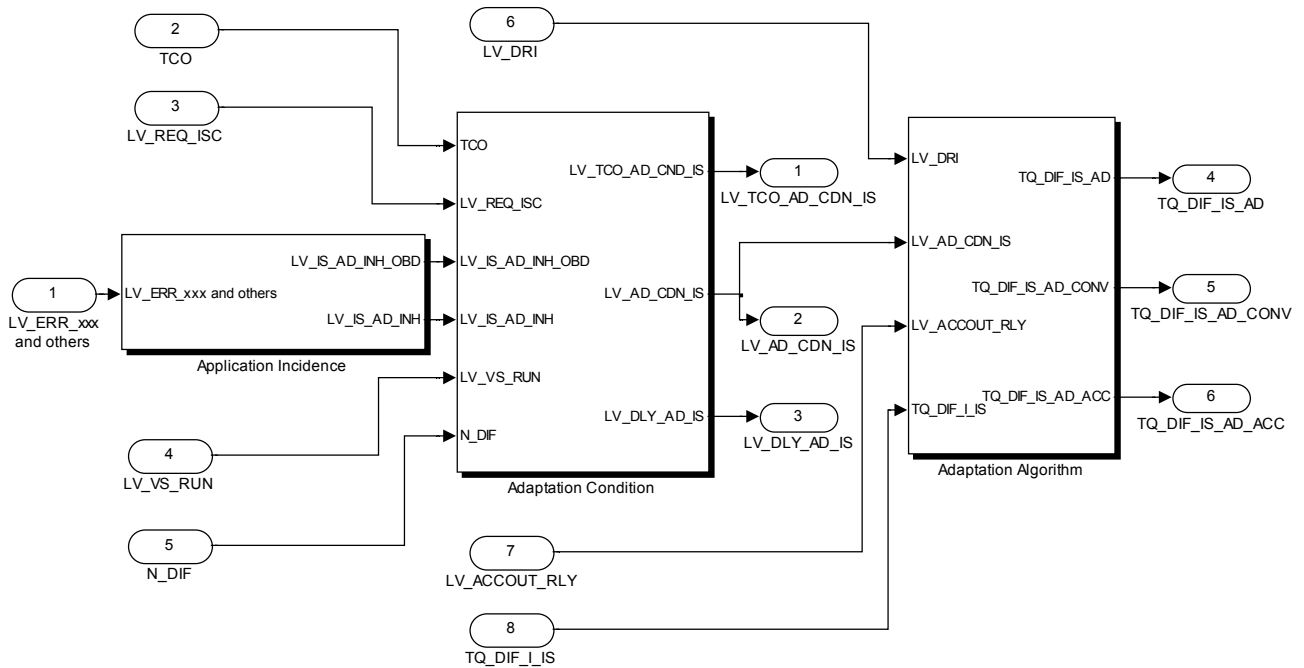 2
TCO
3
LV_REQ_ISC
6
LV_DRI
1
LV_ERR_xxx
and others
LV_ERR_xxx and others
LV_IS_AD_INH_OBD
LV_IS_AD_INH
Application Incidence
4
LV_VS_RUN
5
N_DIF
TCO
LV_REQ_ISC
LV_IS_AD_INH_OBD
LV_IS_AD_INH
LV_VS_RUN
N_DIF
LV_TCO_AD_CND_IS
LV_AD_CDN_IS
LV_DLY_AD_IS
Adaptation Condition
1
LV_TCO_AD_CDN_IS
2
LV_AD_CDN_IS
3
LV_DLY_AD_IS
7
LV_ACCOUT_RLY
8
TQ_DIF_I_IS
LV_DRI
LV_AD_CDN_IS
LV_ACCOUT_RLY
TQ_DIF_I_IS
TQ_DIF_IS_AD
TQ_DIF_IS_AD_CONV
TQ_DIF_IS_AD_ACC
Adaptation Algorithm
4
TQ_DIF_IS_AD
5
TQ_DIF_IS_AD_CONV
6
TQ_DIF_IS_AD_ACC